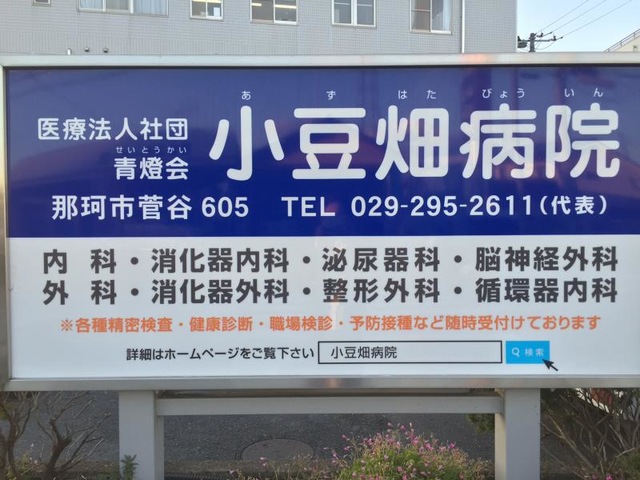 医療法人社団
青燈会
せいとうかい
小豆畑病院
あずはたびょういん
那珂市菅谷605 TEL 029-295-2611(代表)
内科・消化器内科・泌尿器科・脳神経外科
外科・消化器外科・整形外科・循環器内科
※各種精密検査・健康診断・職場検診・予防接種など随時受付けております
詳細はホームページをご覧下さい 小豆畑病院 検索